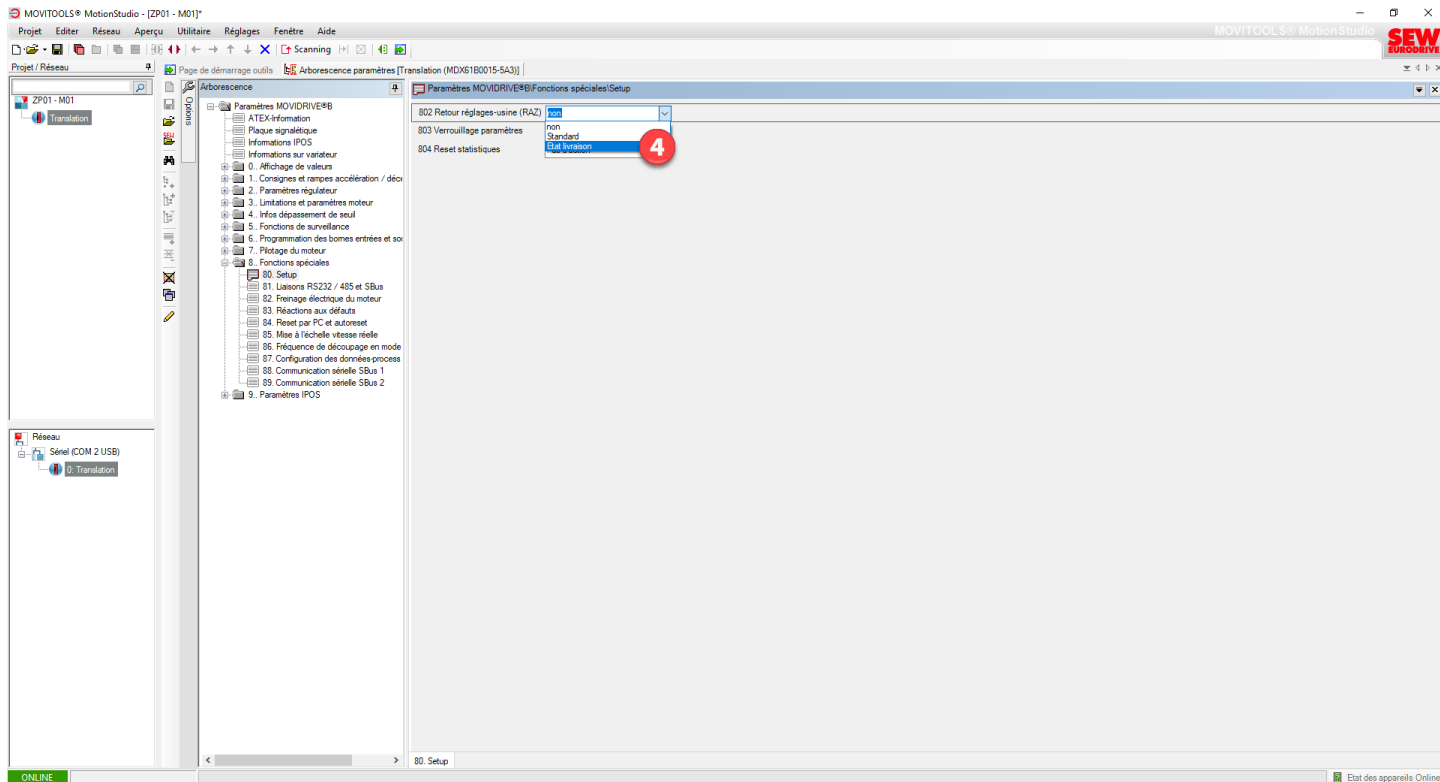 MOVITOOLS® MotionStudio - [ZP01 - M01]*
Projet Editer Réseau Aperçu Utilitaire Réglages Fenêtre Aide
MOVITOOLS® MotionStudio
SEW
EURODRIVE
Scanning
Projet / Réseau
Page de démarrage outils
Arborescence paramètres [Translation (MDX61B0015-5A3)]
ZP01 - M01
Translation
Options
Arborescence
Paramètres MOVIDRIVE®B
ATEX-Information
Plaque signalétique
Informations IPOS
Informations sur variateur
0.. Affichage de valeurs
1.. Consignes et rampes accélération / déce
2.. Paramètres régulateur
3.. Limitations et paramètres moteur
4.. Infos dépassement de seuil
5.. Fonctions de surveillance
6.. Programmation des bornes entrées et sor
7.. Pilotage du moteur
8.. Fonctions spéciales
80. Setup
81. Liaisons RS232 / 485 et SBus
82. Freinage électrique du moteur
83. Réactions aux défauts
84. Reset par PC et autoreset
85. Mise à l'échelle vitesse réelle
86. Fréquence de découpage en mode
87. Configuration des données-process
88. Communication sérielle SBus 1
89. Communication sérielle SBus 2
9.. Paramètres IPOS
Paramètres MOVIDRIVE®B\Fonctions spéciales\Setup
802 Retour réglages-usine (RAZ) non
803 Verrouillage paramètres
804 Reset statistiques
non
Standard
Etat livraison
4
Réseau
Sériel (COM 2 USB)
0: Translation
80. Setup
ONLINE
Etat des appareils Online